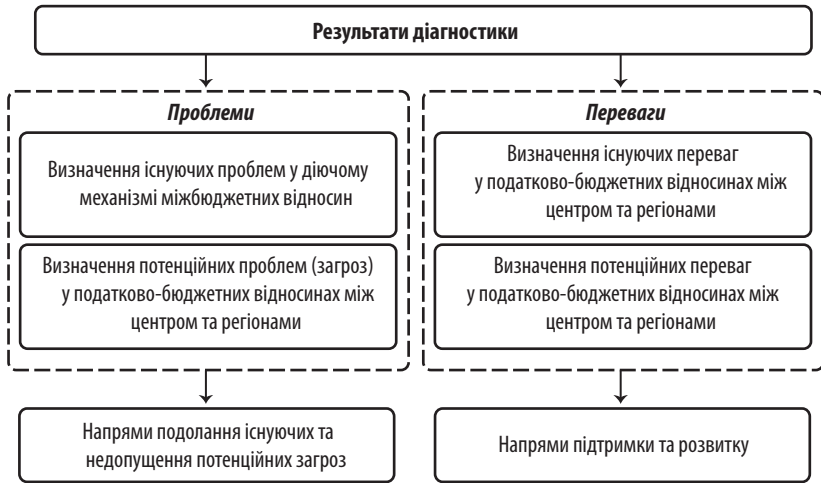 Результати діагностики
Проблеми
Визначення існуючих проблем у діючому
механізмі міжбюджетних відносин
Визначення потенційних проблем (загроз)
у податково-бюджетних відносинах між
центром та регіонами
Напрями подолання існуючих та
недопущення потенційних загроз
Переваги
Визначення існуючих переваг
у податково-бюджетних відносинах між
центром та регіонами
Визначення потенційних переваг
у податково-бюджетних відносинах між
центром та регіонами
Напрями підтримки та розвитку